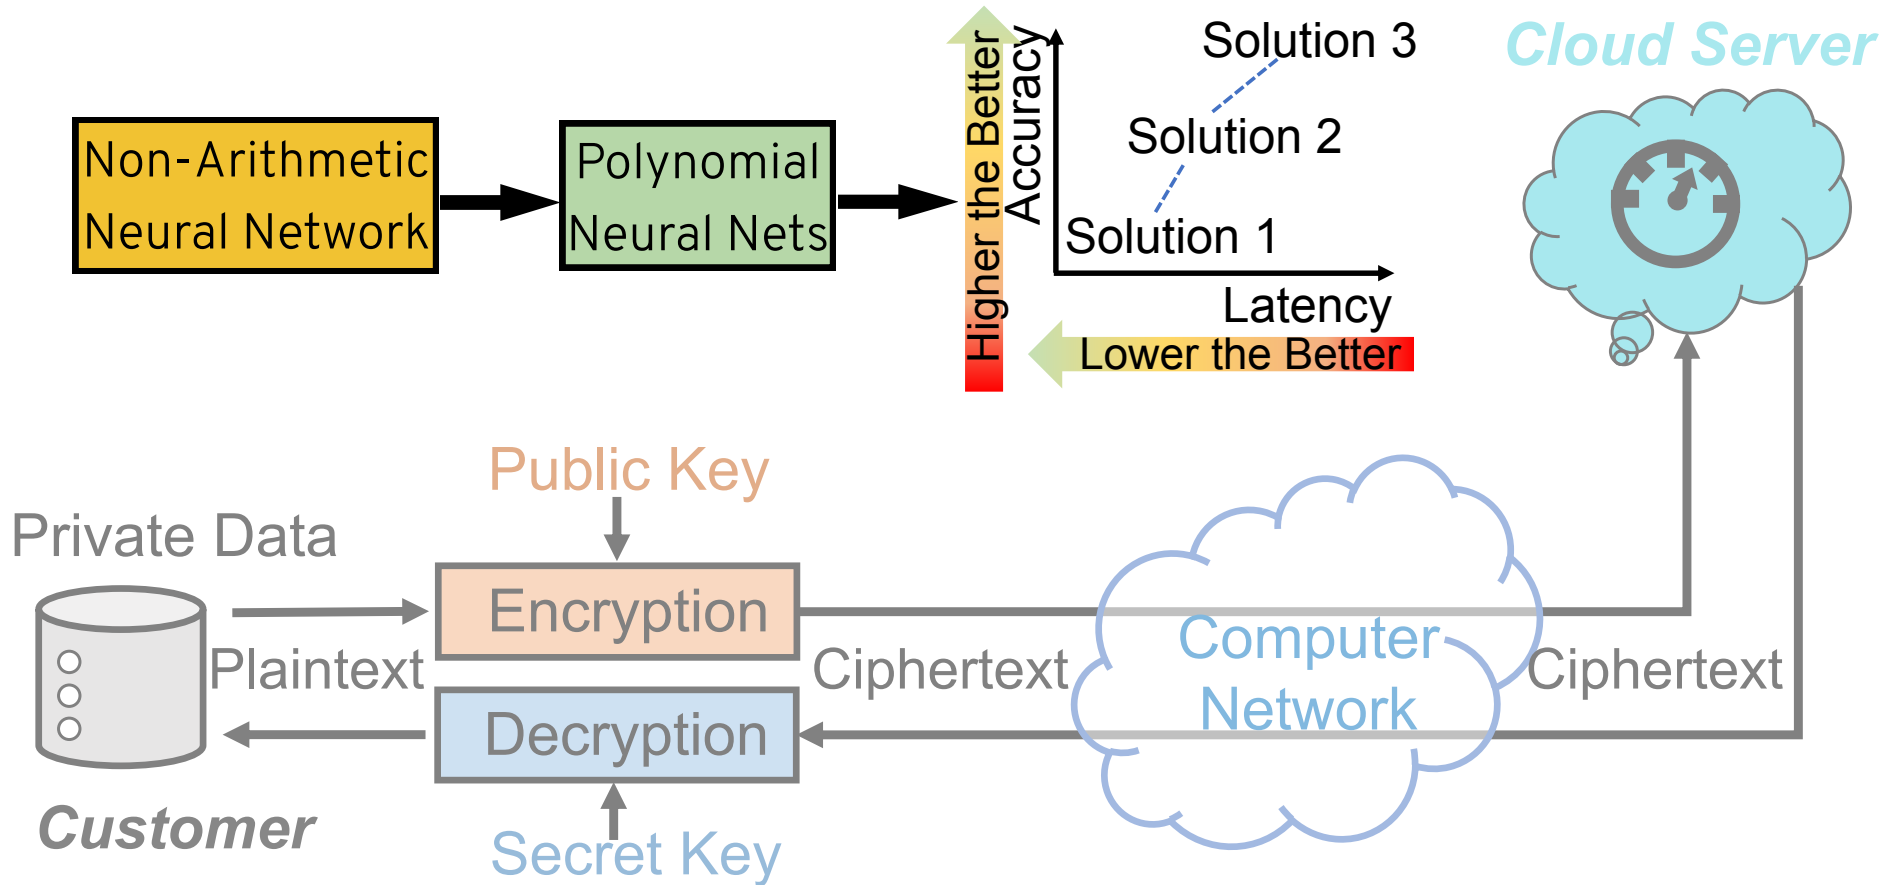 Non-Arithmetic
Neural Network
Polynomial
Neural Nets
Higher the Better
Accuracy
Solution 3
Solution 2
Solution 1
Latency
Lower the Better
Cloud Server
Public Key
Private Data
Encryption
Plaintext
Ciphertext
Computer
Network
Ciphertext
Decryption
Customer
Secret Key